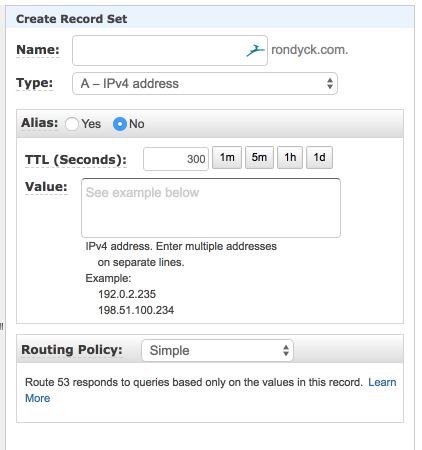 Create Record Set
Name: rondyck.com.
Type: A – IPv4 address
Alias: Yes No
TTL (Seconds): 300 1m 5m 1h 1d
Value: See example below
IPv4 address. Enter multiple addresses
on separate lines.
Example:
192.0.2.235
198.51.100.234
Routing Policy: Simple
Route 53 responds to queries based only on the values in this record. Learn
More